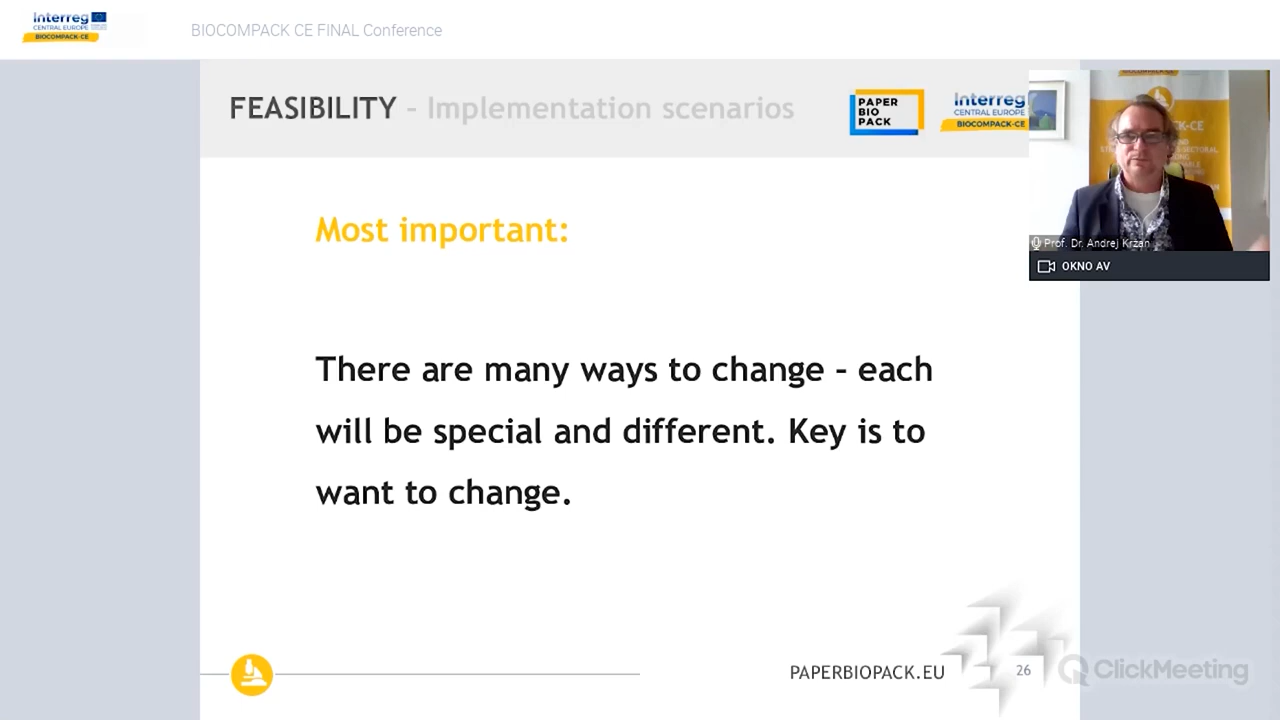 Interreg
CENTRAL EUROPE
BIOCOMPACK-CE
BIOCOMPACK CE FINAL Conference
FEASIBILITY – Implementation scenarios
PAPER
BIO
PACK
Interreg
CENTRAL EUROPE
BIOCOMPACK-CE
Prof. Dr. Andrej Kržan
OKNO AV
Most important:
There are many ways to change – each
will be special and different. Key is to
want to change.
PAPERBIOPACK.EU
26
ClickMeeting